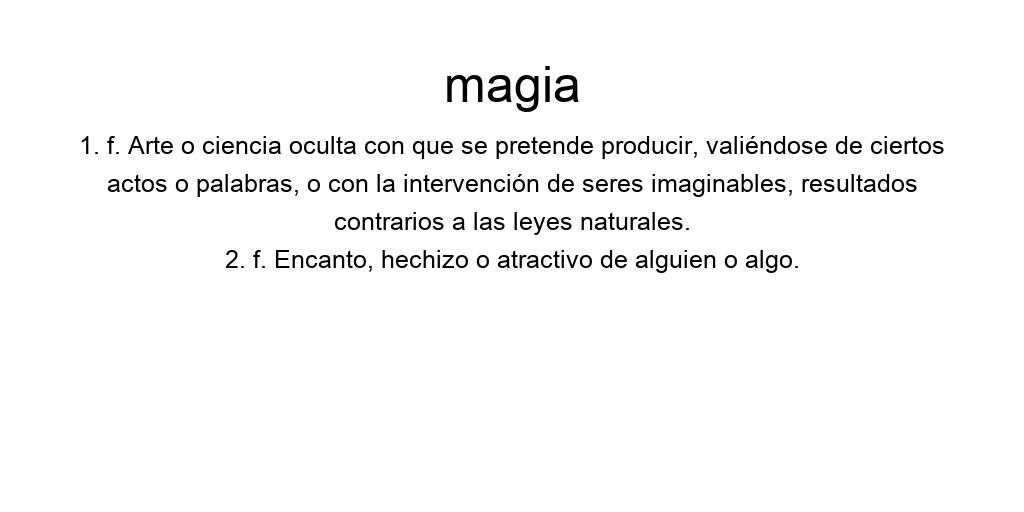 magia
1. f. Arte o ciencia oculta con que se pretende producir, valiéndose de ciertos
actos o palabras, o con la intervención de seres imaginables, resultados
contrarios a las leyes naturales.
2. f. Encanto, hechizo o atractivo de alguien o algo.